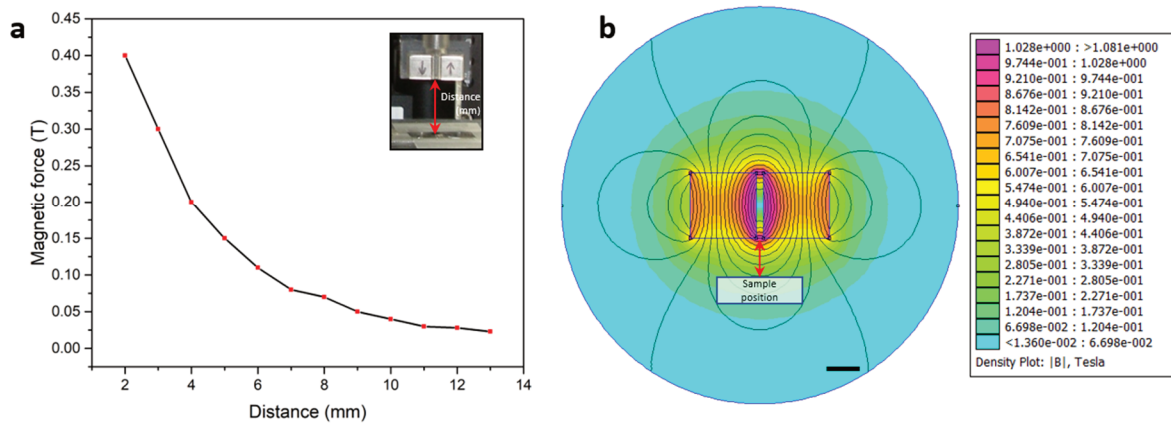 a
0.45
0.40
0.35
0.30
0.25
0.20
0.15
0.10
0.05
0.00
Magnetic force (T)
2
4
6
8
10
12
14
Distance (mm)
Distance
(mm)
b
Sample
position
1.028e+000 : >1.081e+000
9.744e-001 : 1.028e+000
9.210e-001 : 9.744e-001
8.676e-001 : 9.210e-001
8.142e-001 : 8.676e-001
7.609e-001 : 8.142e-001
7.075e-001 : 7.609e-001
6.541e-001 : 7.075e-001
6.007e-001 : 6.541e-001
5.474e-001 : 6.007e-001
4.940e-001 : 5.474e-001
4.406e-001 : 4.940e-001
3.872e-001 : 4.406e-001
3.339e-001 : 3.872e-001
2.805e-001 : 3.339e-001
2.271e-001 : 2.805e-001
1.737e-001 : 2.271e-001
1.204e-001 : 1.737e-001
6.698e-002 : 1.204e-001
<1.360e-002 : 6.698e-002
Density Plot: |B|, Tesla